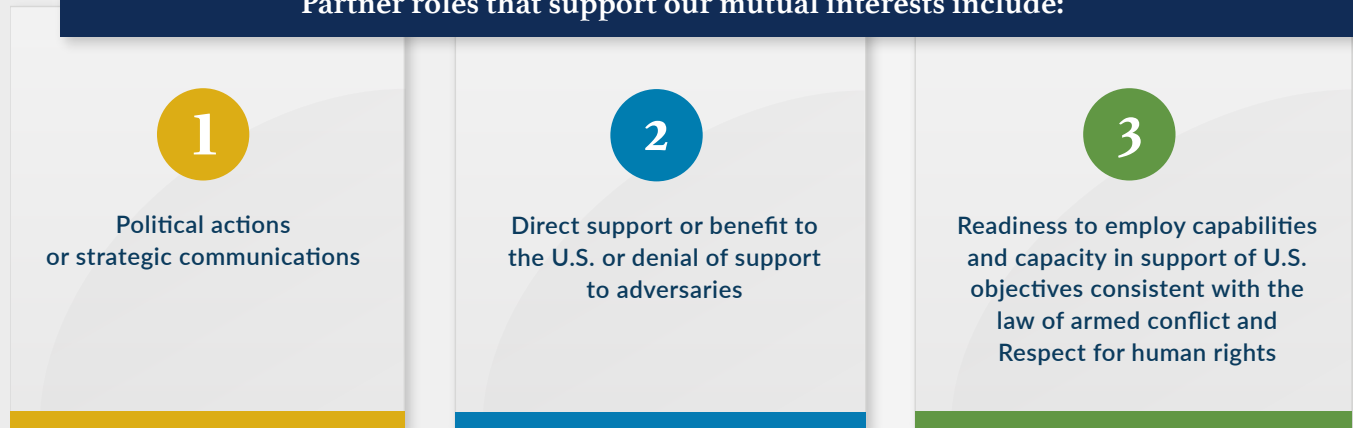 Partner roles that support our mutual interests include:
1
Political actions
or strategic communications
2
Direct support or benefit to
the U.S. or denial of support
to adversaries
3
Readiness to employ capabilities
and capacity in support of U.S.
objectives consistent with the
law of armed conflict and
Respect for human rights